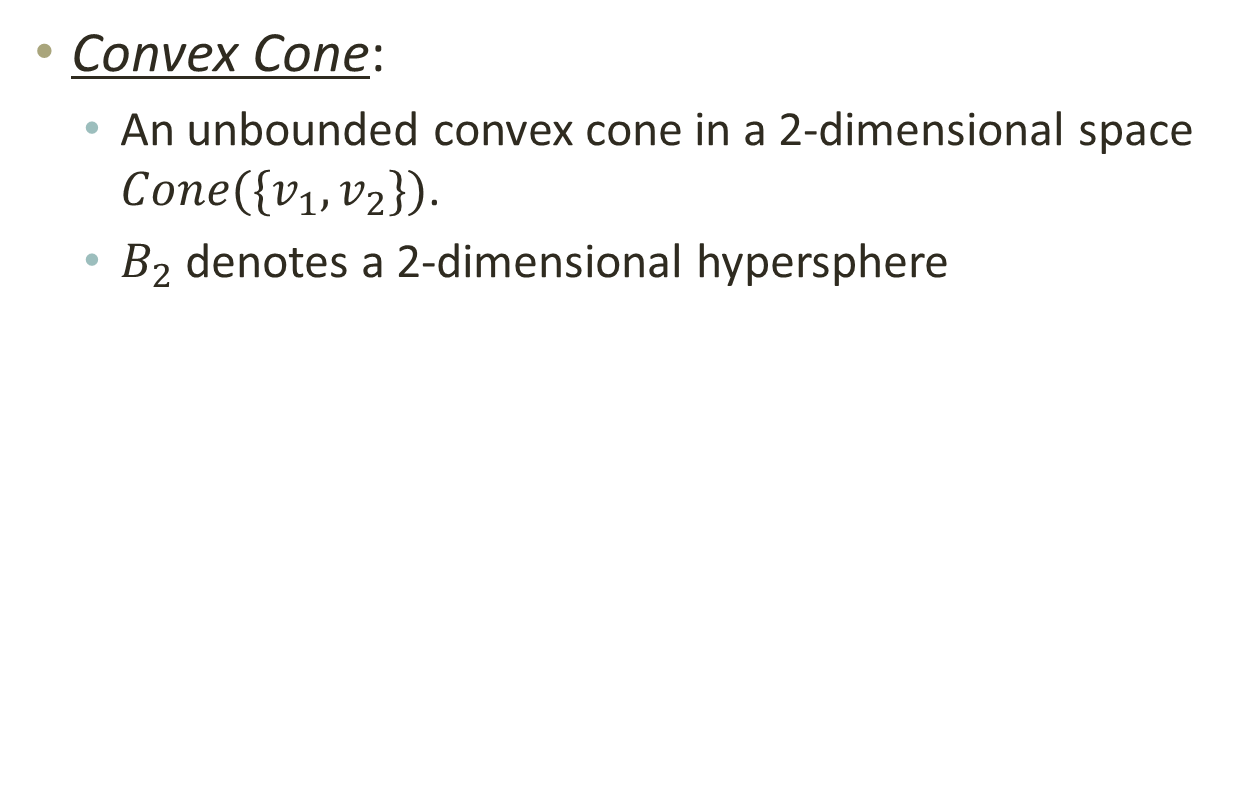 • Convex Cone:
• An unbounded convex cone in a 2-dimensional space
Cone({v₁, v₂}).
• B₂ denotes a 2-dimensional hypersphere